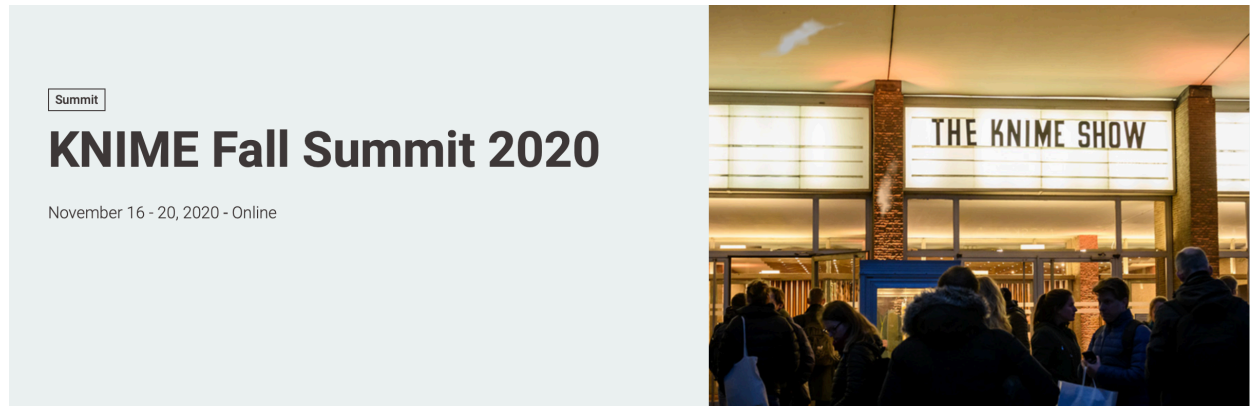 Summit
KNIME Fall Summit 2020
November 16 - 20, 2020 - Online
THE KNIME SHOW